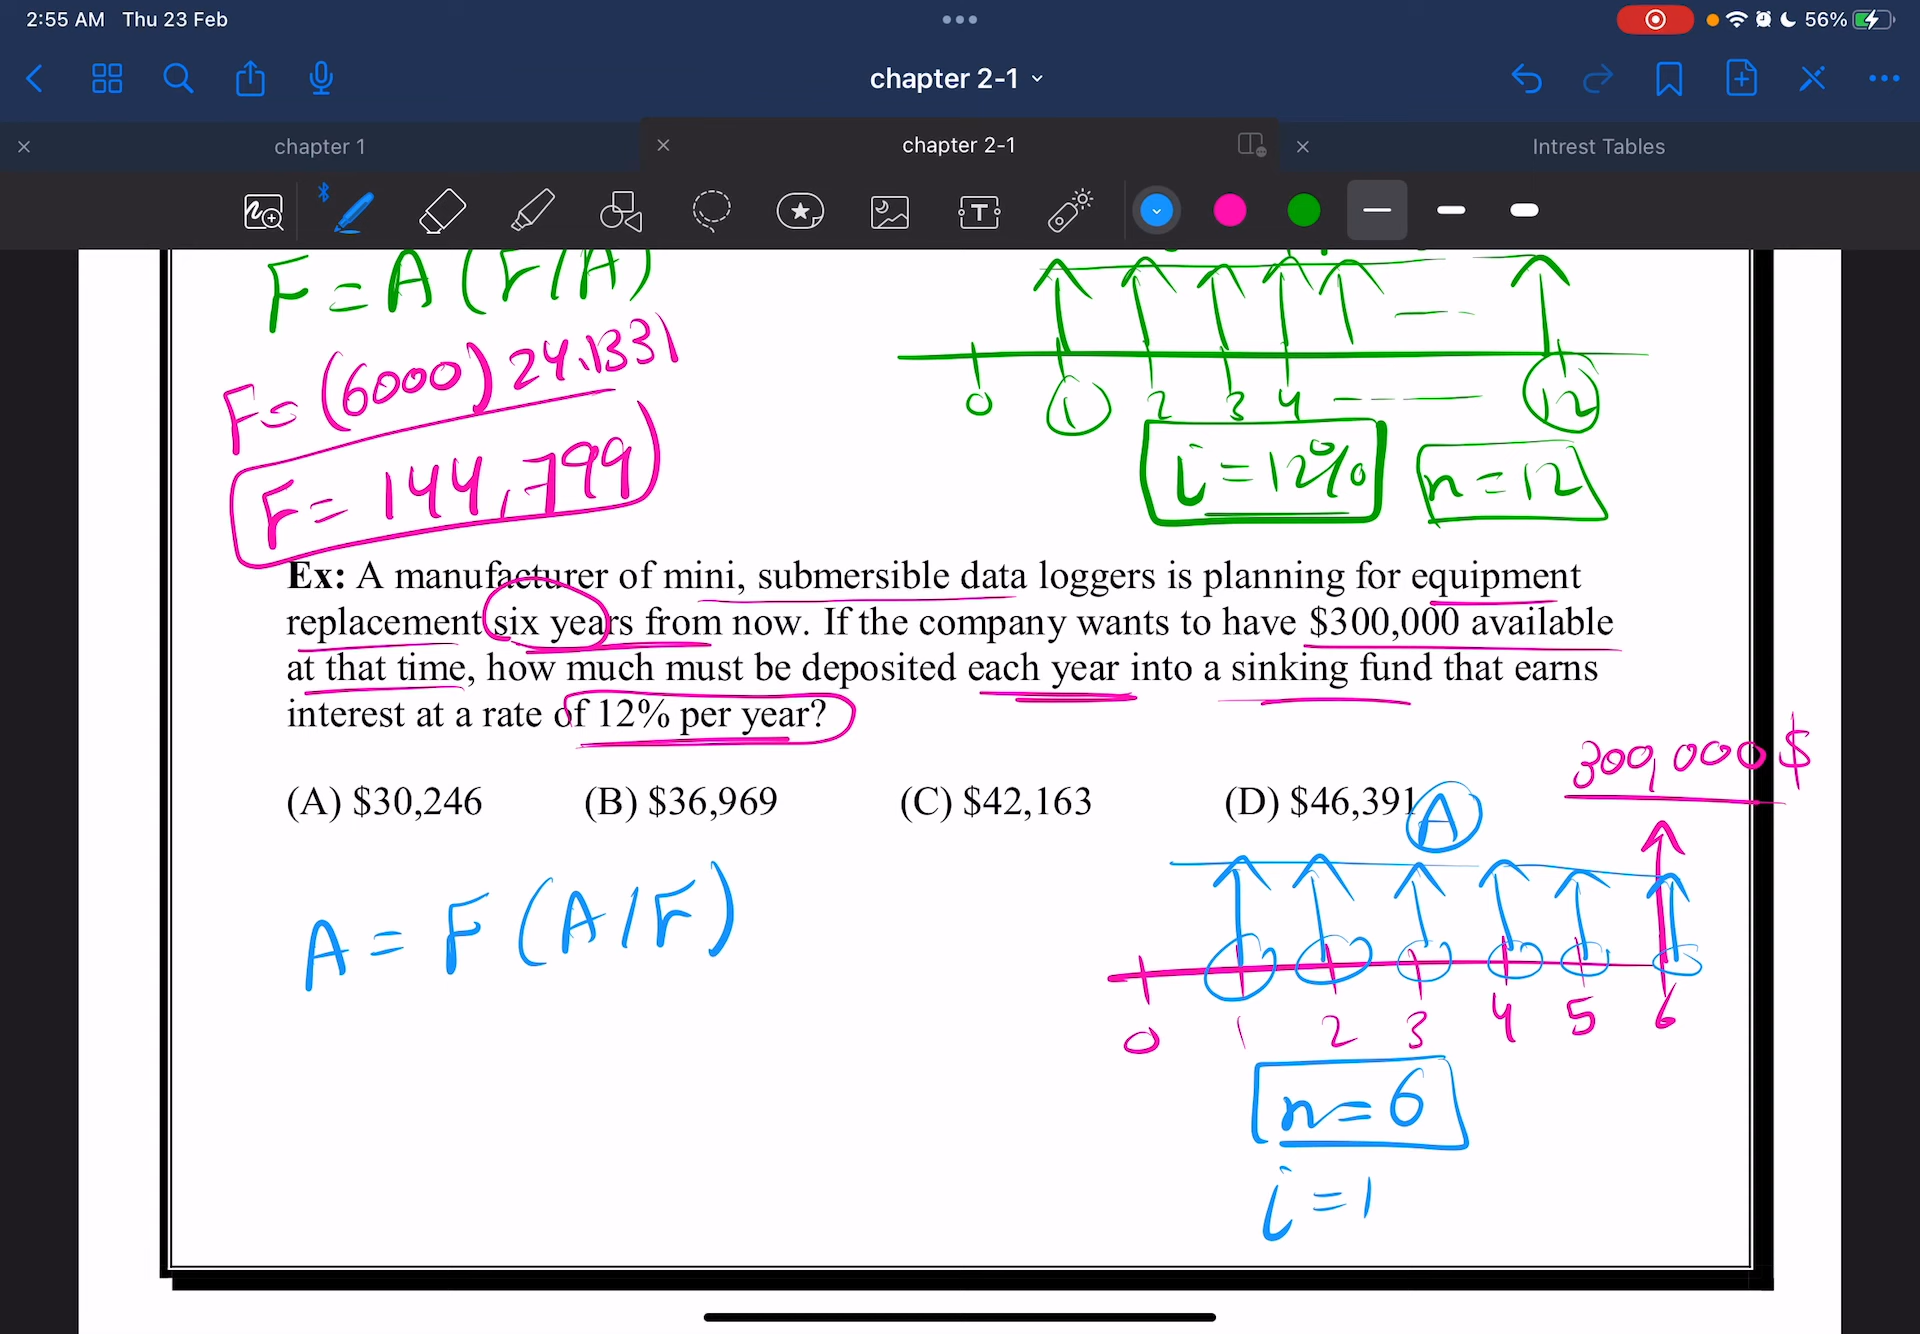 2:55 AM Thu 23 Feb
56%
chapter 2-1
chapter 1
chapter 2-1
Intrest Tables
F = A (F/A)
F = (6000) 24.1331
F = 144,799
0 1 2 3 4 12
i = 12%
n = 12
Ex: A manufacturer of mini, submersible data loggers is planning for equipment
replacement six years from now. If the company wants to have $300,000 available
at that time, how much must be deposited each year into a sinking fund that earns
interest at a rate of 12% per year?
300,000 $
(A) $30,246 (B) $36,969 (C) $42,163 (D) $46,391
A
A = F (A/F)
0 1 2 3 4 5 6
n = 6
i = 1